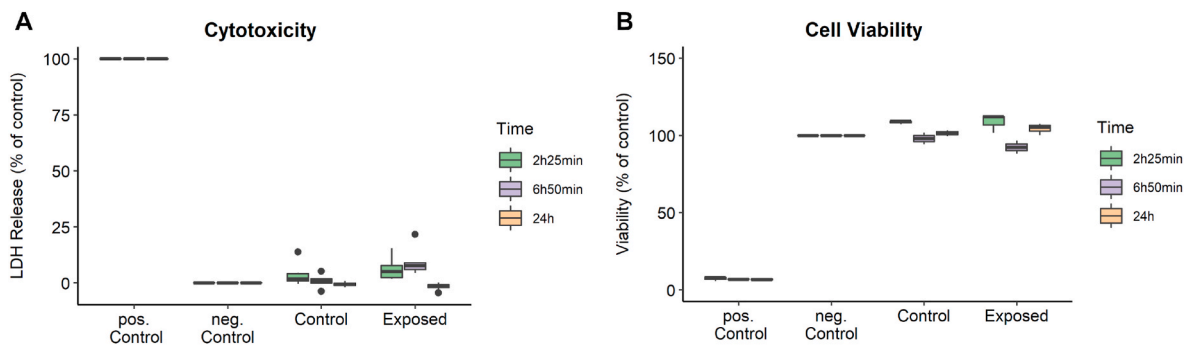 A
Cytotoxicity
LDH Release (% of control)
100
75
50
25
0
pos.
Control
neg.
Control
Control
Exposed
Time
2h25min
6h50min
24h
B
Cell Viability
Viability (% of control)
150
100
50
0
pos.
Control
neg.
Control
Control
Exposed
Time
2h25min
6h50min
24h